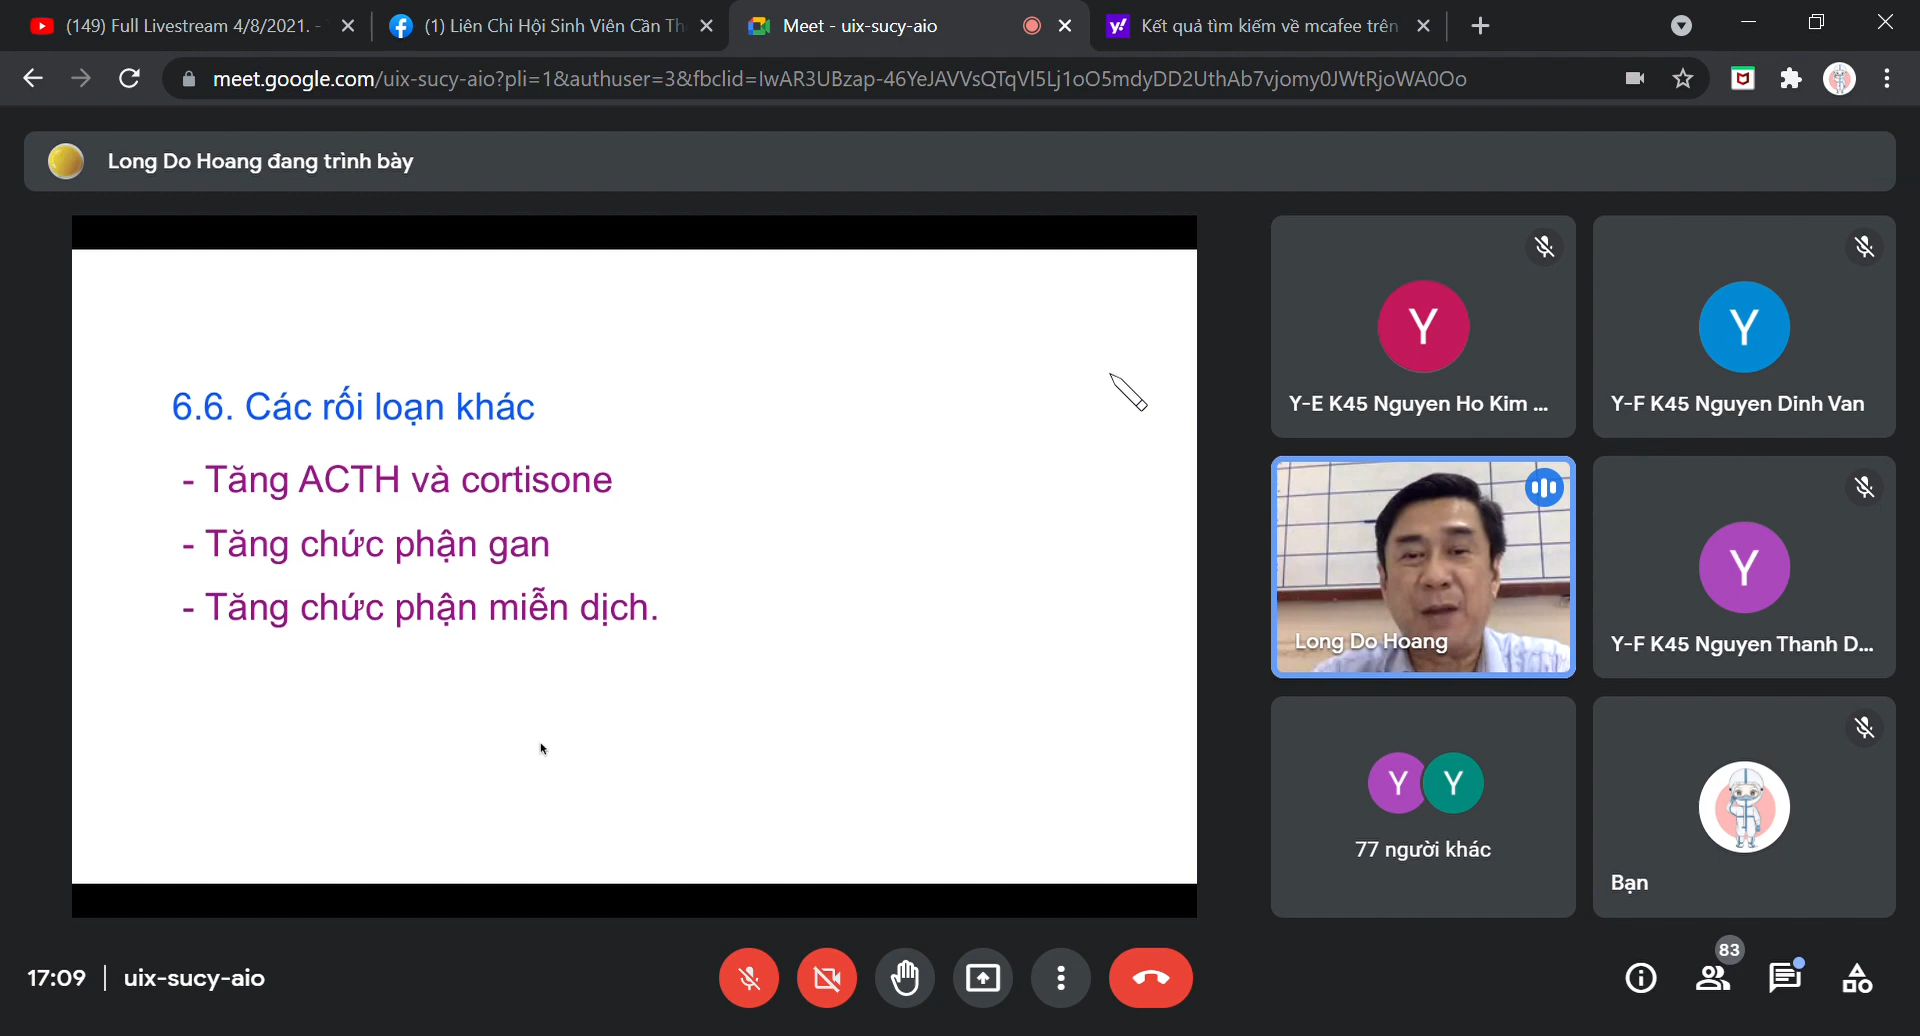 (149) Full Livestream 4/8/2021. -
(1) Liên Chi Hội Sinh Viên Cần Th
Meet - uix-sucy-aio
Kết quả tìm kiếm về mcafee trên
meet.google.com/uix-sucy-aio?pli=1&authuser=3&fbclid=IwAR3UBzap-46YeJAVVsQTqVl5Lj1oO5mdyDD2UthAb7vjomy0JWtRjoWA0Oo
Long Do Hoang đang trình bày
6.6. Các rối loạn khác
- Tăng ACTH và cortisone
- Tăng chức phận gan
- Tăng chức phận miễn dịch.
Y
Y-E K45 Nguyen Ho Kim ...
Y
Y-F K45 Nguyen Dinh Van
Long Do Hoang
Y
Y-F K45 Nguyen Thanh D...
Y Y
77 người khác
Bạn
17:09 | uix-sucy-aio
83